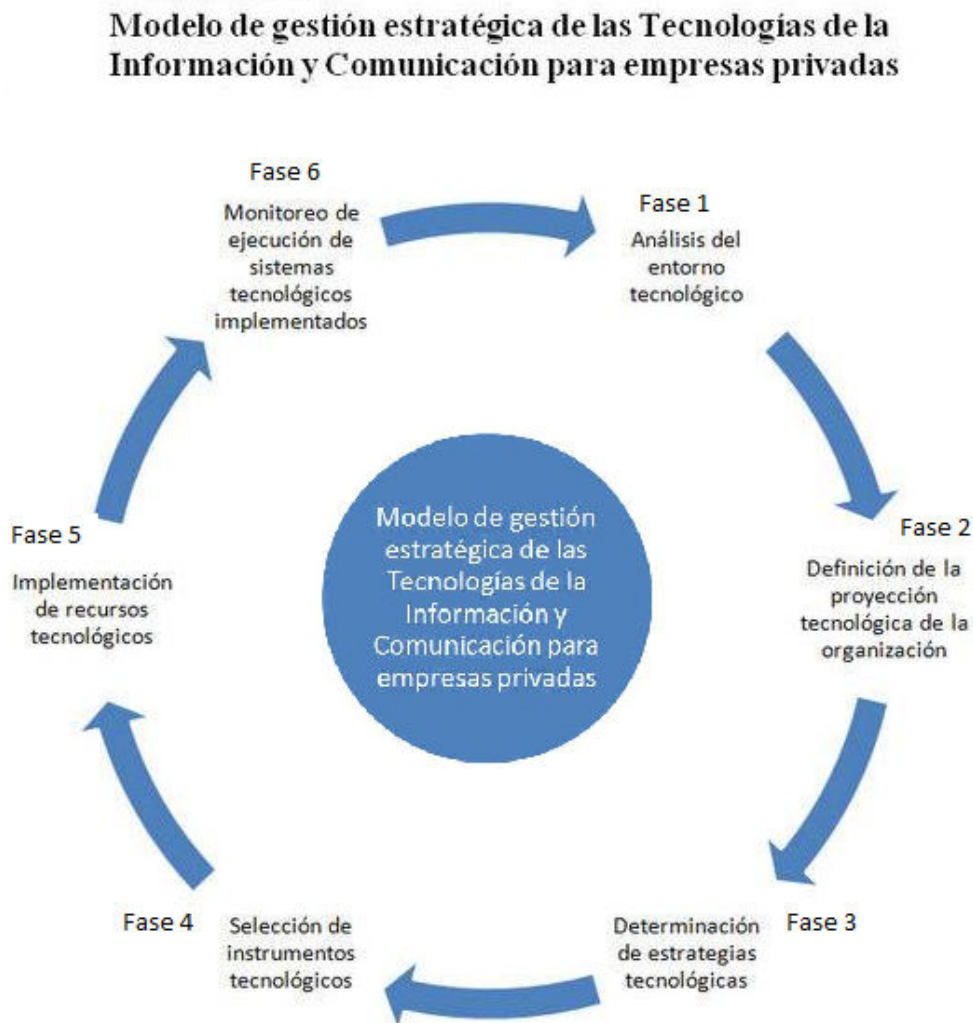 Modelo de gestión estratégica de las Tecnologías de la
Información y Comunicación para empresas privadas
Fase 1
Análisis del
entorno
tecnológico
Fase 2
Definición de la
proyección
tecnológica de la
organización
Fase 3
Determinación
de estrategias
tecnológicas
Fase 4
Selección de
instrumentos
tecnológicos
Fase 5
Implementación
de recursos
tecnológicos
Fase 6
Monitoreo de
ejecución de
sistemas
tecnológicos
implementados
Modelo de gestión
estratégica de las
Tecnologías de la
Información y
Comunicación para
empresas privadas